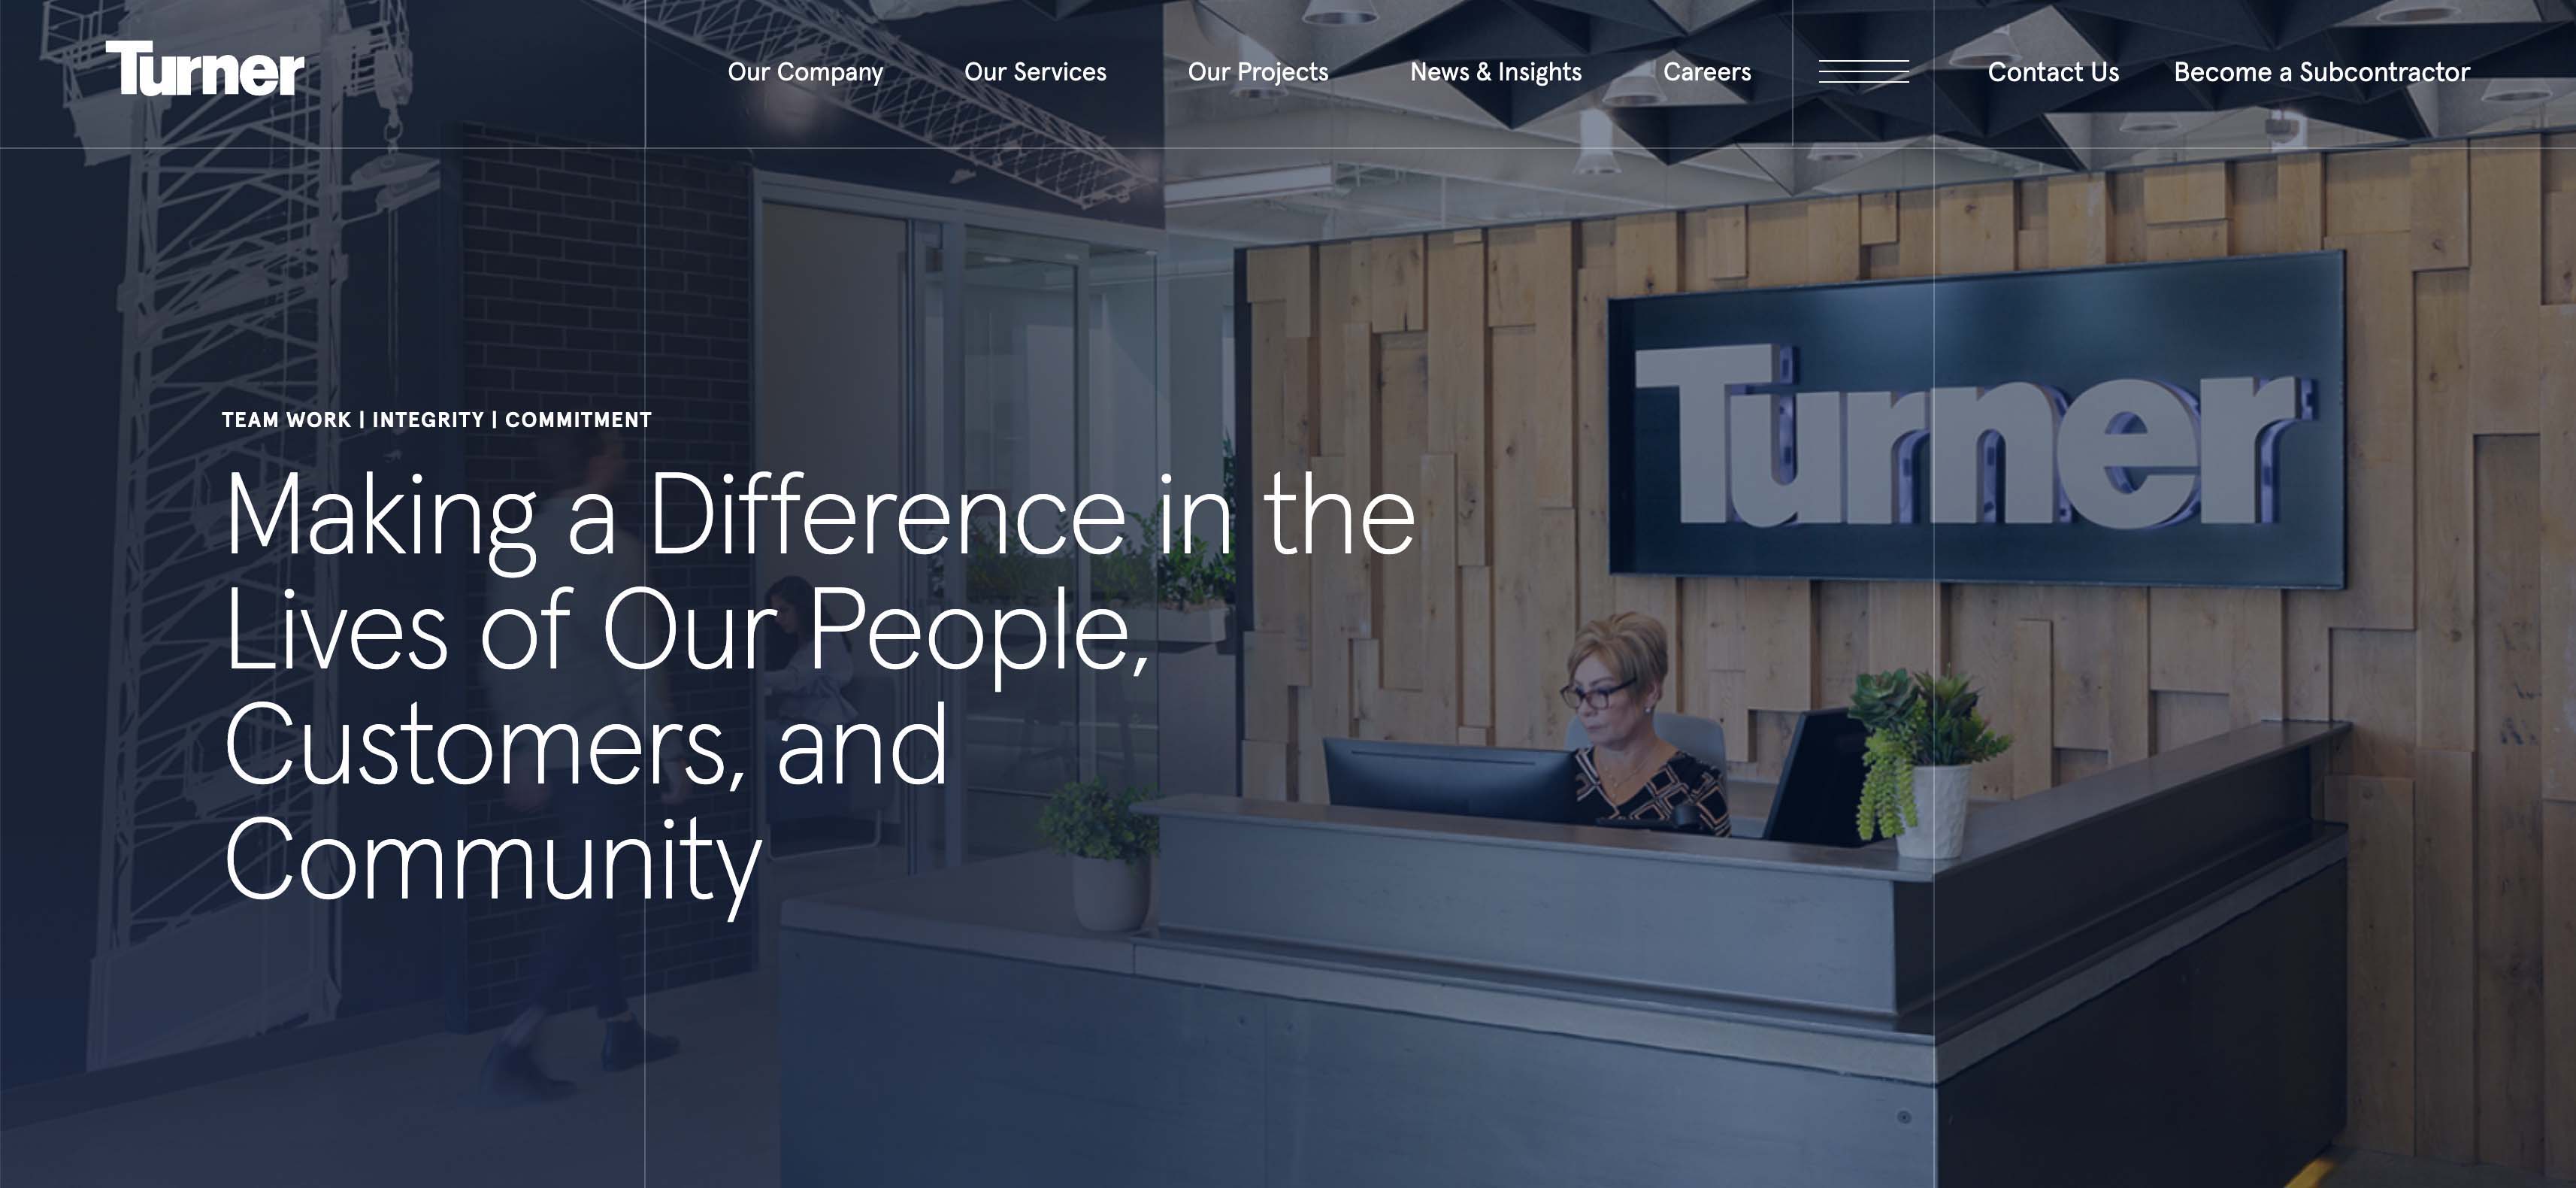 Turner
Our Company
Our Services
Our Projects
News & Insights
Careers
Contact Us
Become a Subcontractor
Turner
TEAM WORK | INTEGRITY | COMMITMENT
Making a Difference in the
Lives of Our People,
Customers, and
Community